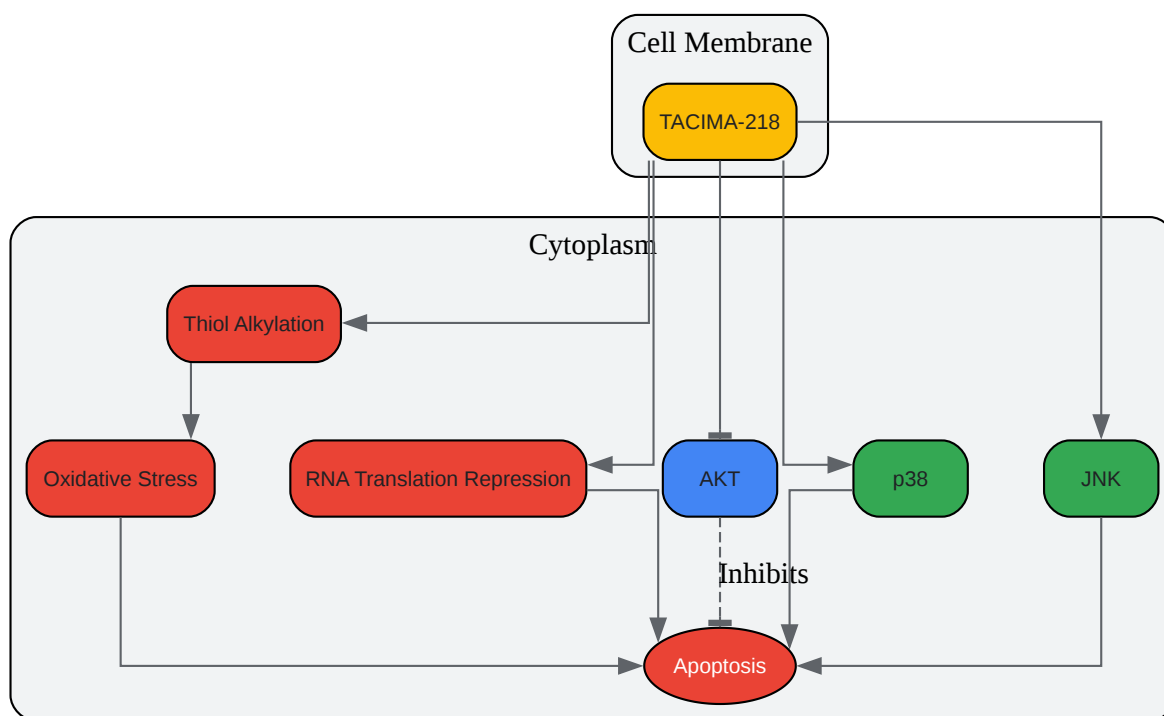 Cell Membrane
TACIMA-218
Cytoplasm
Thiol Alkylation
Oxidative Stress
RNA Translation Repression
AKT
p38
JNK
Inhibits
Apoptosis